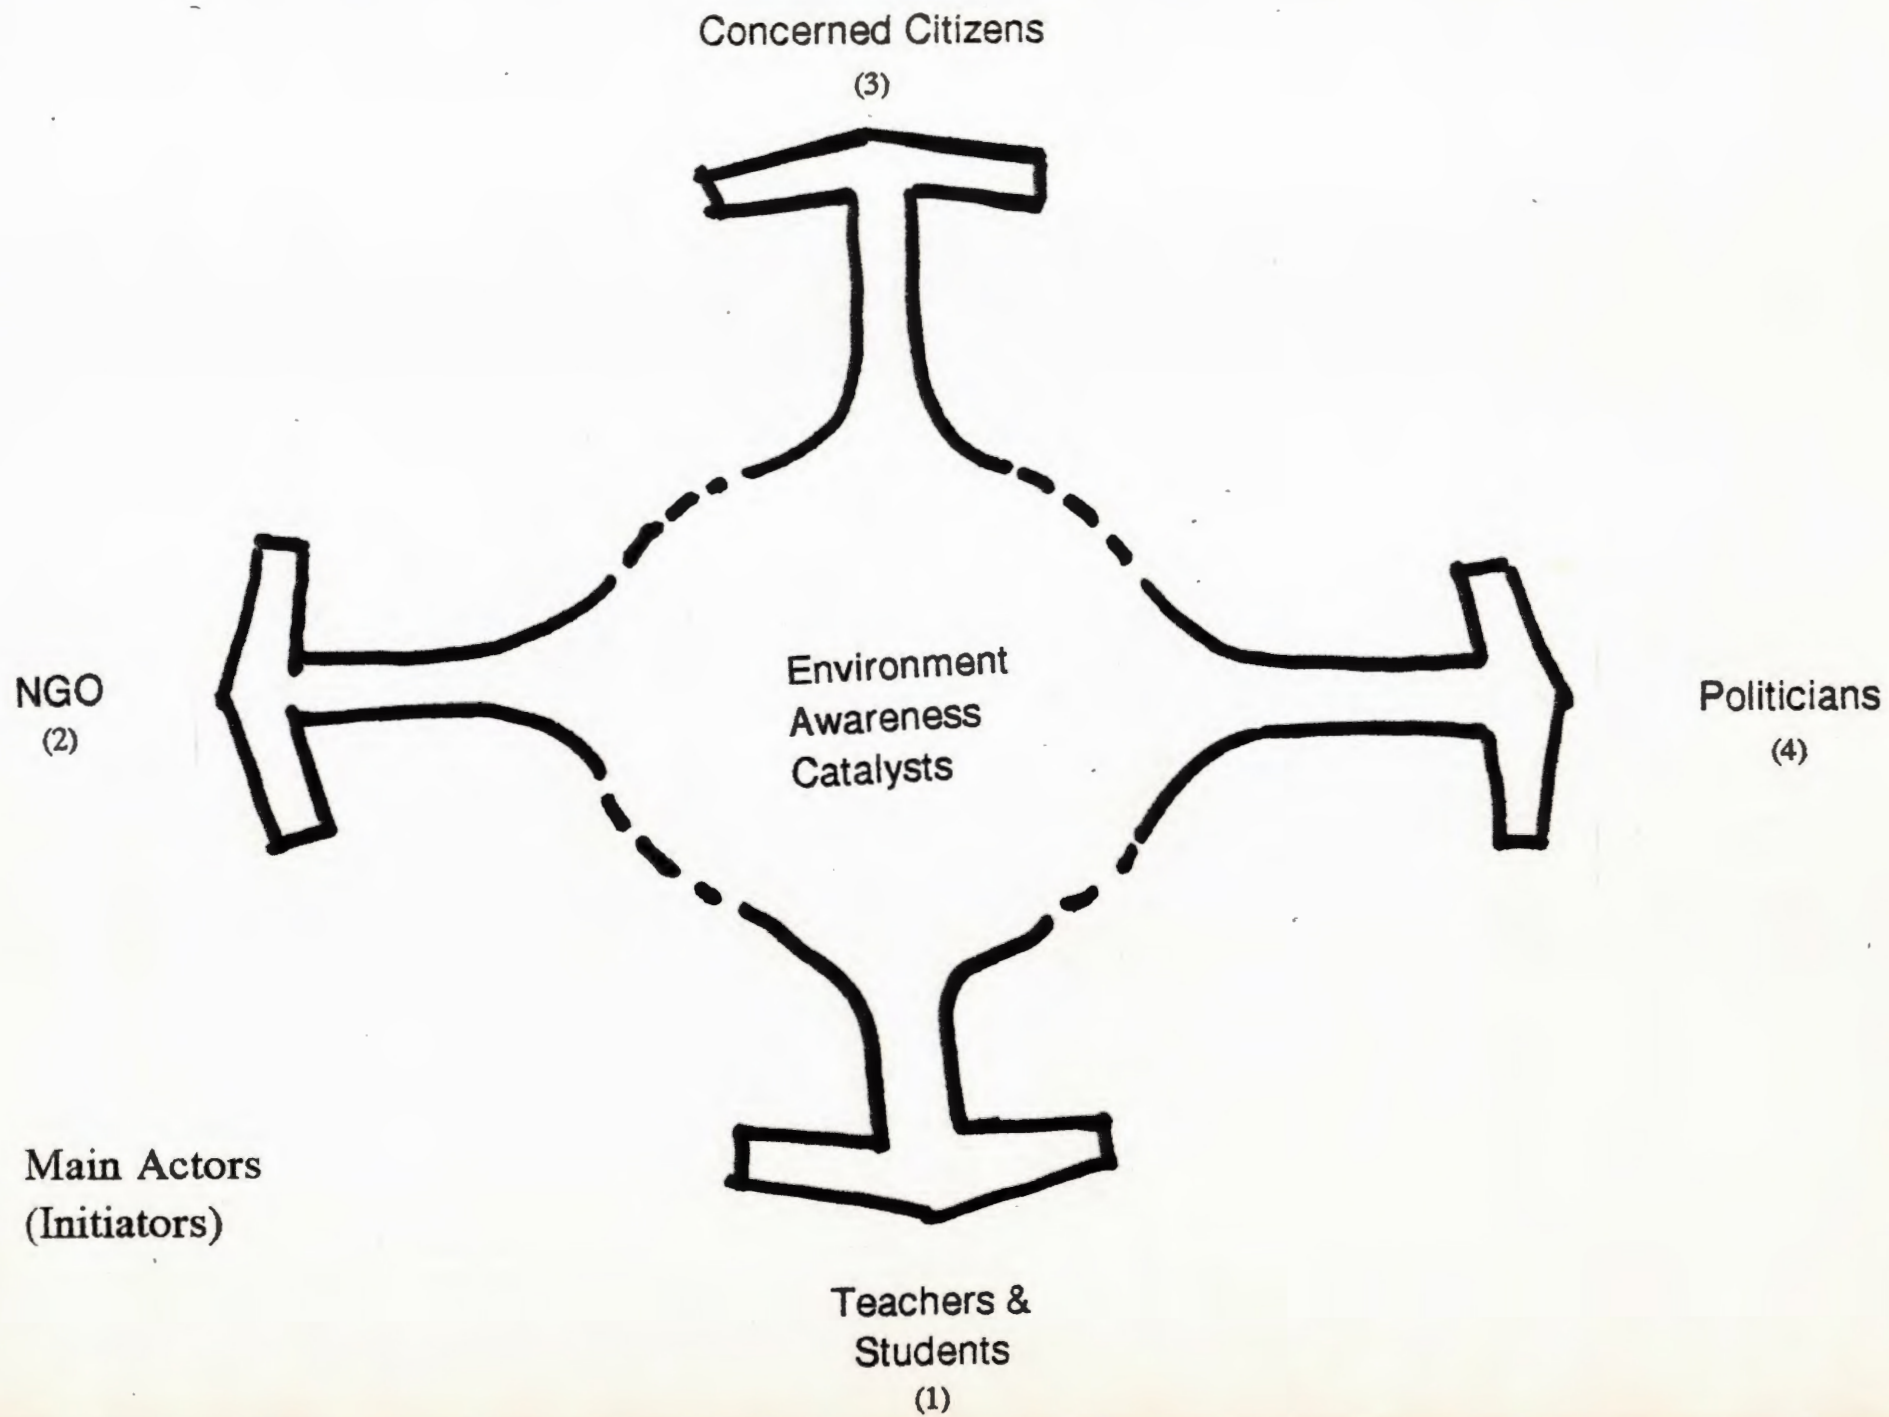 Concerned Citizens
(3)
NGO
(2)
Environment
Awareness
Catalysts
Politicians
(4)
Main Actors
(Initiators)
Teachers &
Students
(1)